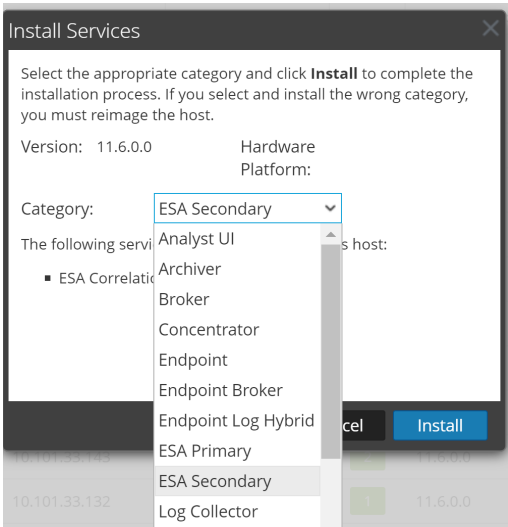 Install Services
Select the appropriate category and click Install to complete the
installation process. If you select and install the wrong category,
you must reimage the host.
Version: 11.6.0.0
Hardware
Platform:
Category:
ESA Secondary
The following servi
s host:
ESA Correlatio
Analyst UI
Archiver
Broker
Concentrator
Endpoint
Endpoint Broker
Endpoint Log Hybrid
ESA Primary
ESA Secondary
Log Collector
cel
Install
10.101.33.143
11.6.0.0
10.101.33.132
1
11.6.0.0